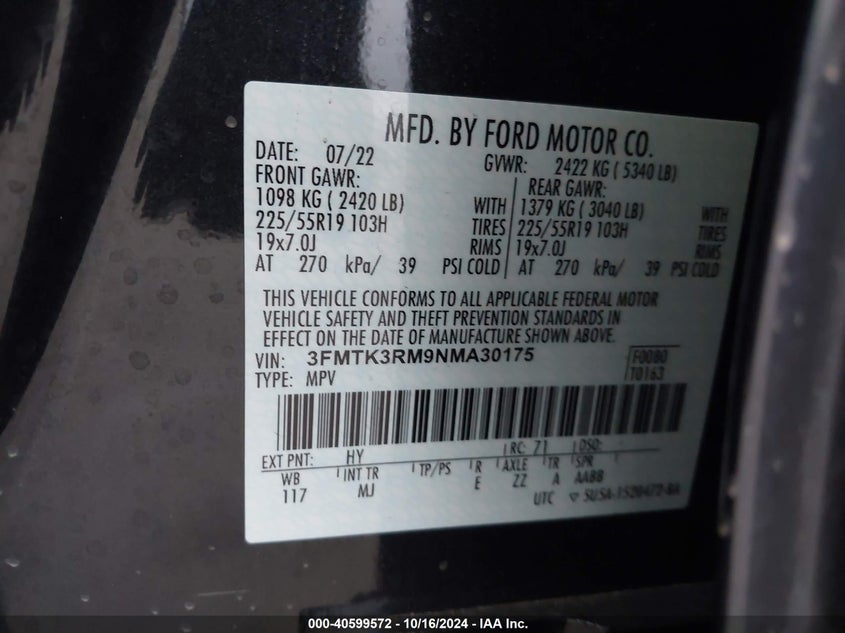 MFD. BY FORD MOTOR CO.
DATE: 07/22 GVWR: 2422 KG ( 5340 LB)
FRONT GAWR: REAR GAWR:
1098 KG ( 2420 LB) WITH 1379 KG ( 3040 LB) WITH
225/55R19 103H TIRES 225/55R19 103H TIRES
19x7.0J RIMS 19x7.0J RIMS
AT 270 kPa/ 39 PSI COLD AT 270 kPa/ 39 PSI COLD
THIS VEHICLE CONFORMS TO ALL APPLICABLE FEDERAL MOTOR
VEHICLE SAFETY AND THEFT PREVENTION STANDARDS IN
EFFECT ON THE DATE OF MANUFACTURE SHOWN ABOVE.
VIN: 3FMTK3RM9NMA30175 F0080
TYPE: MPV T0163
EXT PNT: HY RC: 71 DSO:
WB INT TR TP/PS R AXLE TR SPR
117 MJ E ZZ A AABB
UTC
000-40599572 - 10/16/2024 - IAA Inc.